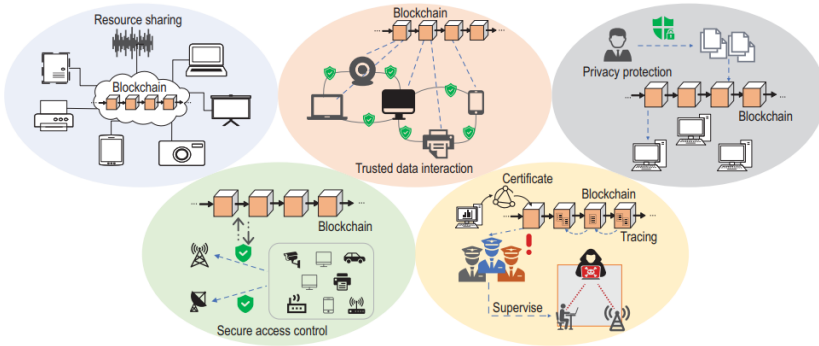 Resource sharing
Blockchain
Blockchain
Trusted data interaction
Privacy protection
Blockchain
Blockchain
Secure access control
Certificate
Blockchain
Tracing
Supervise